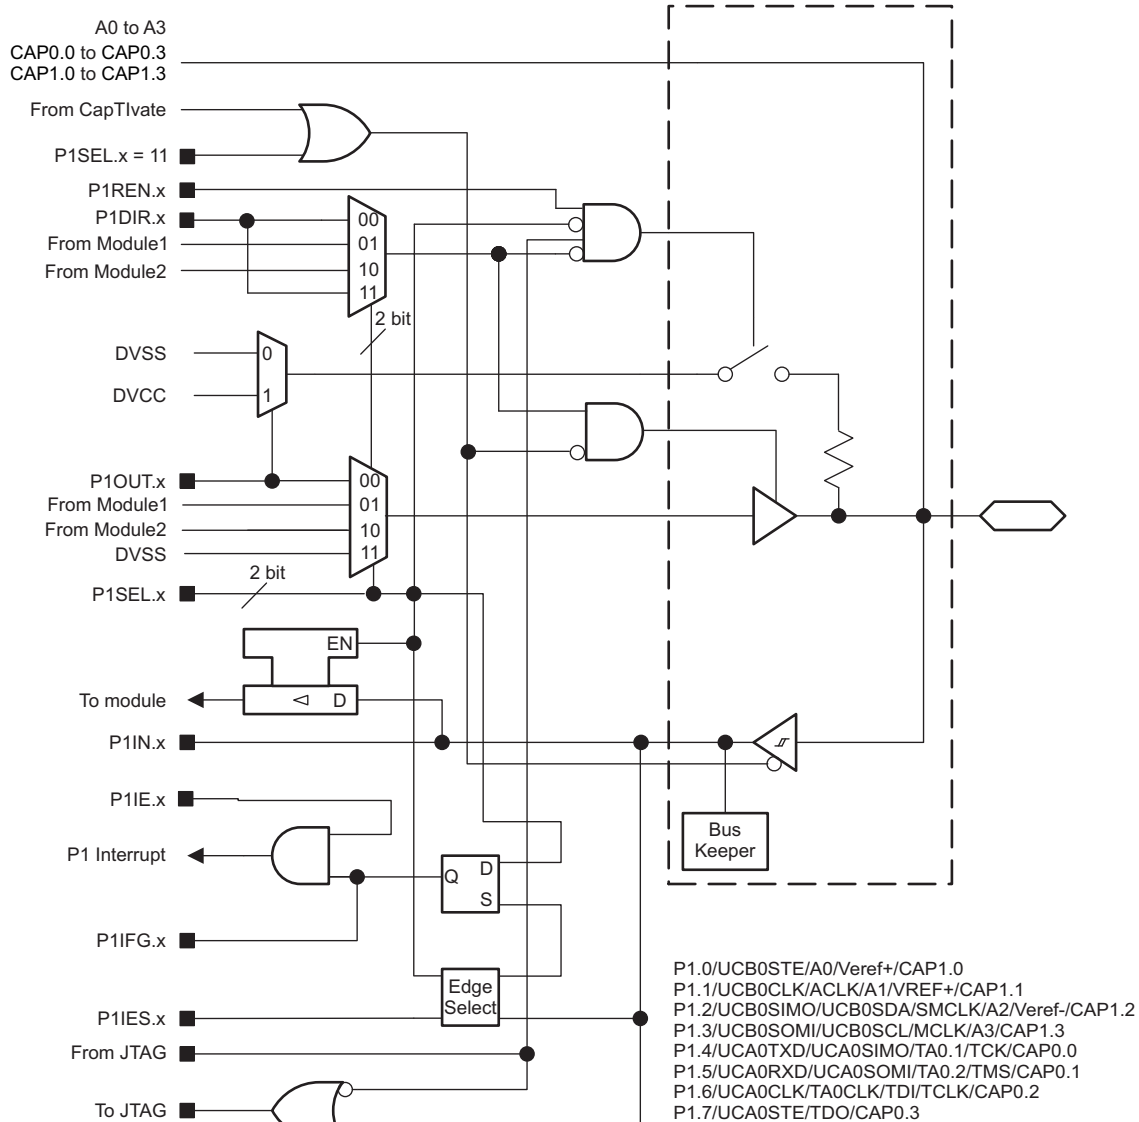 A0 to A3
CAP0.0 to CAP0.3
CAP1.0 to CAP1.3
From CapTIvate
P1SEL.x = 11
P1REN.x
P1DIR.x
From Module1
From Module2
00
01
10
11
2 bit
DVSS
DVCC
0
1
P1OUT.x
From Module1
From Module2
DVSS
00
01
10
11
P1SEL.x
2 bit
EN
D
To module
P1IN.x
P1IE.x
P1 Interrupt
Q
D
S
Bus
Keeper
P1IFG.x
Edge
Select
P1IES.x
From JTAG
To JTAG
P1.0/UCB0STE/A0/Veref+/CAP1.0
P1.1/UCB0CLK/ACLK/A1/VREF+/CAP1.1
P1.2/UCB0SIMO/UCB0SDA/SMCLK/A2/Veref-/CAP1.2
P1.3/UCB0SOMI/UCB0SCL/MCLK/A3/CAP1.3
P1.4/UCA0TXD/UCA0SIMO/TA0.1/TCK/CAP0.0
P1.5/UCA0RXD/UCA0SOMI/TA0.2/TMS/CAP0.1
P1.6/UCA0CLK/TA0CLK/TDI/TCLK/CAP0.2
P1.7/UCA0STE/TDO/CAP0.3